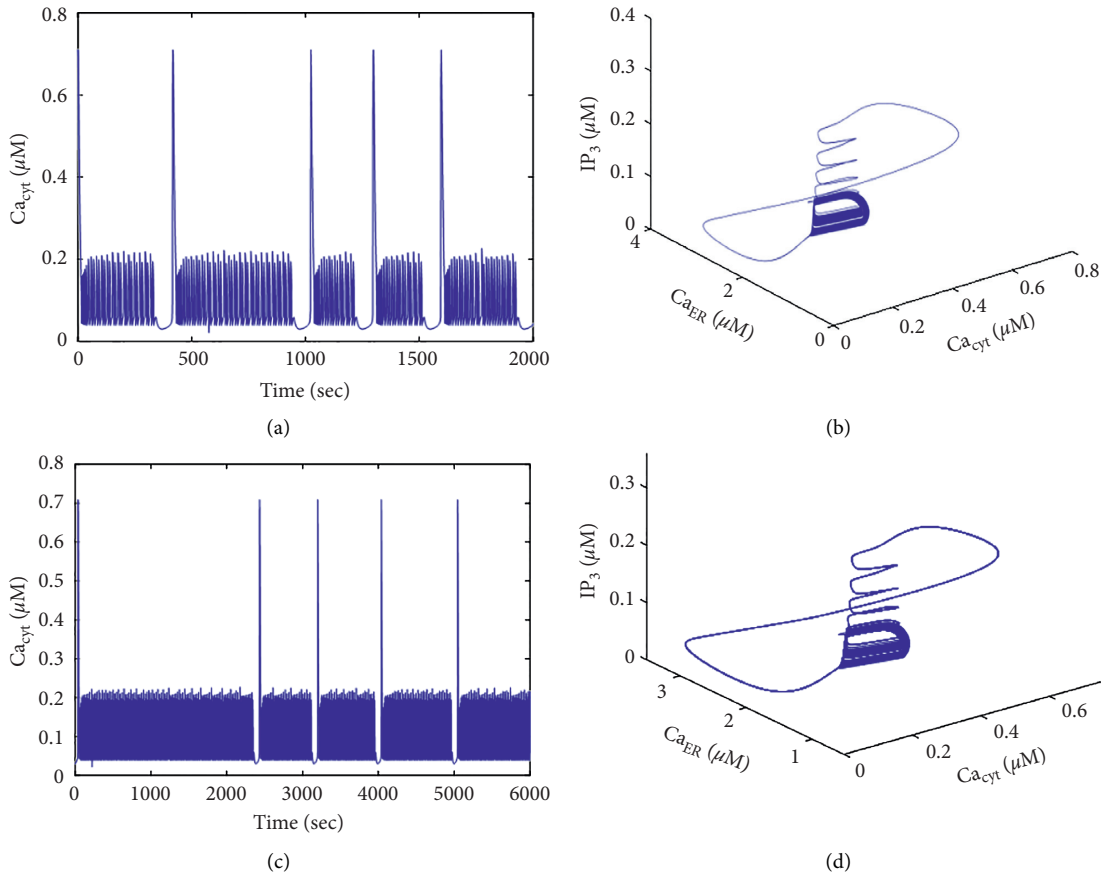 0.8
0.6
0.4
0.2
0
Ca_cyt (μM)
0 500 1000 1500 2000
Time (sec)
(a)
0.4
0.3
0.2
0.1
0
IP_3 (μM)
4 2 0
Ca_ER (μM)
0 0.2 0.4 0.6 0.8
Ca_cyt (μM)
(b)
0.8
0.7
0.6
0.5
0.4
0.3
0.2
0.1
0
Ca_cyt (μM)
0 1000 2000 3000 4000 5000 6000
Time (sec)
(c)
0.3
0.2
0.1
0
IP_3 (μM)
3 2 1
Ca_ER (μM)
0 0.2 0.4 0.6
Ca_cyt (μM)
(d)